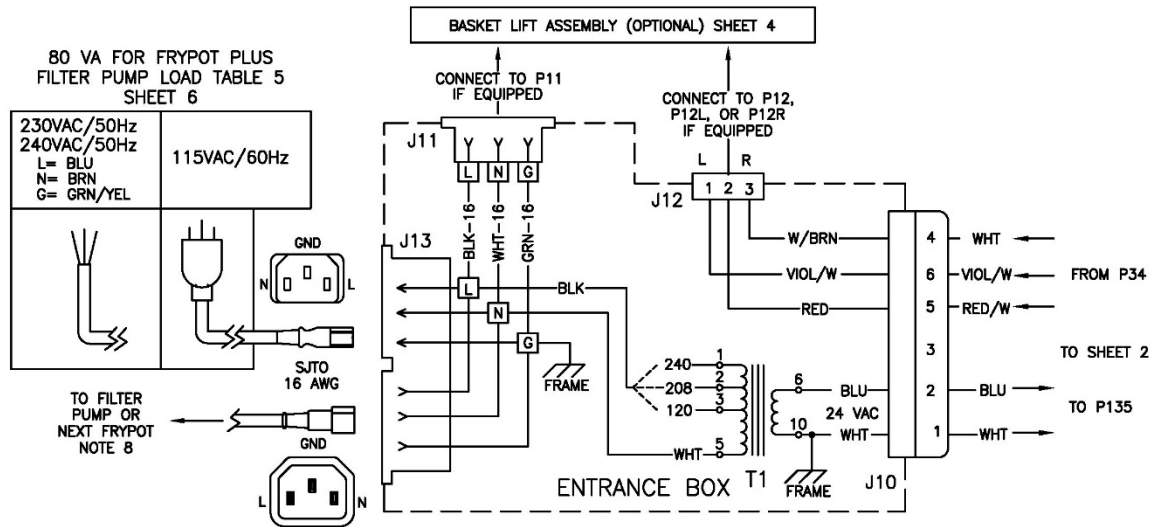 BASKET LIFT ASSEMBLY (OPTIONAL) SHEET 4
80 VA FOR FRYPOT PLUS
FILTER PUMP LOAD TABLE 5
SHEET 6
230VAC/50Hz
240VAC/50Hz
L= BLU
N= BRN
G= GRN/YEL
115VAC/60Hz
GND
N
L
SJTO
16 AWG
TO FILTER
PUMP OR
NEXT FRYPOT
NOTE 8
GND
L
N
CONNECT TO P11
IF EQUIPPED
J11
L N G
BLK-16
WHT-16
GRN-16
J13
L
BLK
N
G
FRAME
CONNECT TO P12,
P12L, OR P12R
IF EQUIPPED
L R
1 2 3
J12
W/BRN
4
WHT
VIOL/W
6
VIOL/W
FROM P34
RED
5
RED/W
3
TO SHEET 2
240
1
208
2
120
3
WHT
5
6
BLU
2
BLU
TO P135
24 VAC
10
WHT
1
WHT
FRAME
ENTRANCE BOX
T1
J10